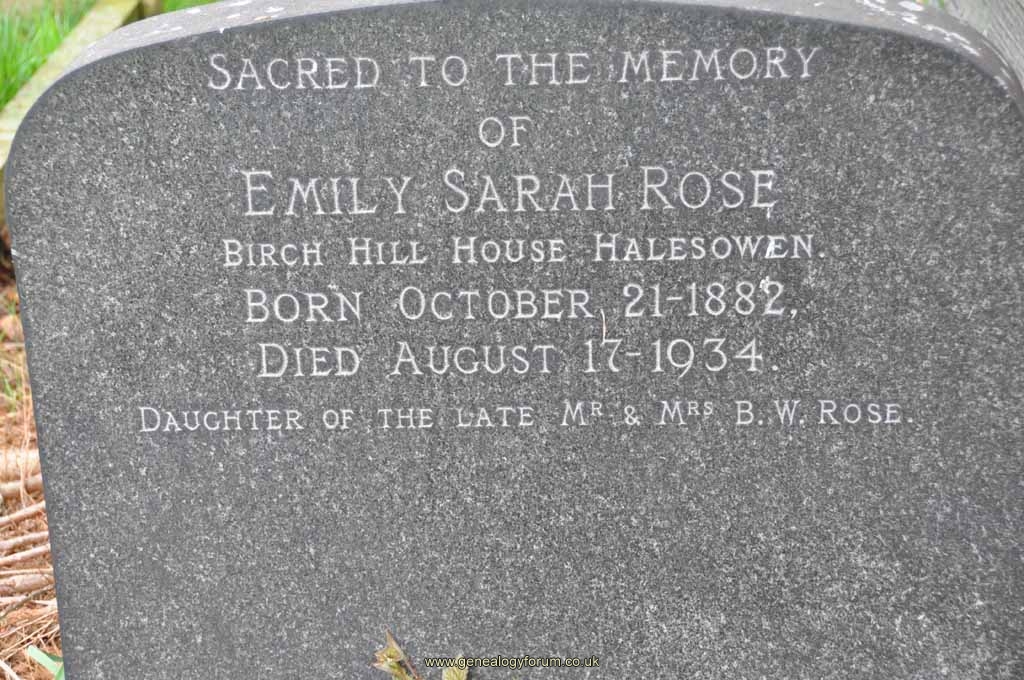 SACRED TO THE MEMORY
OF
EMILY SARAH ROSE
BIRCH HILL HOUSE HALESOWEN.
BORN OCTOBER 21-1882,
DIED AUGUST 17-1934.
DAUGHTER OF THE LATE MR & MRS B.W. ROSE.
www.genealogyforum.co.uk